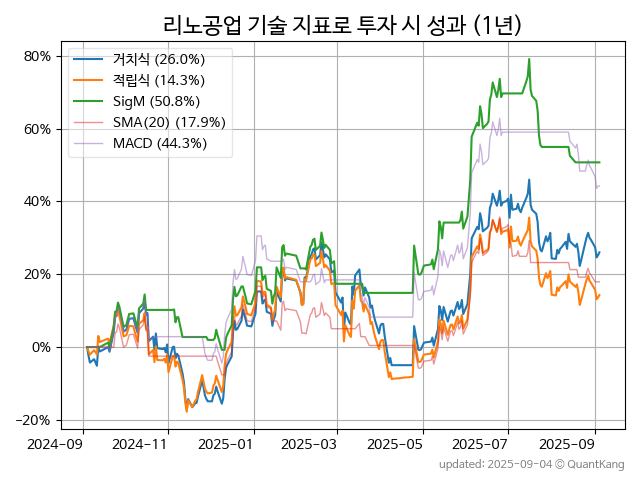 리노공업 기술 지표로 투자 시 성과 (1년)
거치식 (26.0%)
적립식 (14.3%)
SigM (50.8%)
SMA(20) (17.9%)
MACD (44.3%)
80%
60%
40%
20%
0%
−20%
2024-09 2024-11 2025-01 2025-03 2025-05 2025-07 2025-09
updated: 2025-09-04 © QuantKang